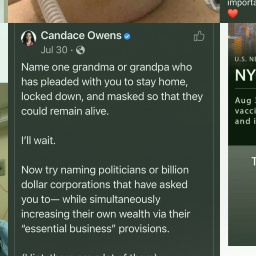 Candace Owens
Jul 30 ·
Name one grandma or grandpa who
has pleaded with you to stay home,
locked down, and masked so that they
could remain alive.
I'll wait.
Now try naming politicians or billion
dollar corporations that have asked
you to— while simultaneously
increasing their own wealth via their
"essential business" provisions.
importa
U.S. N
NY
Aug
vacci
and i
T